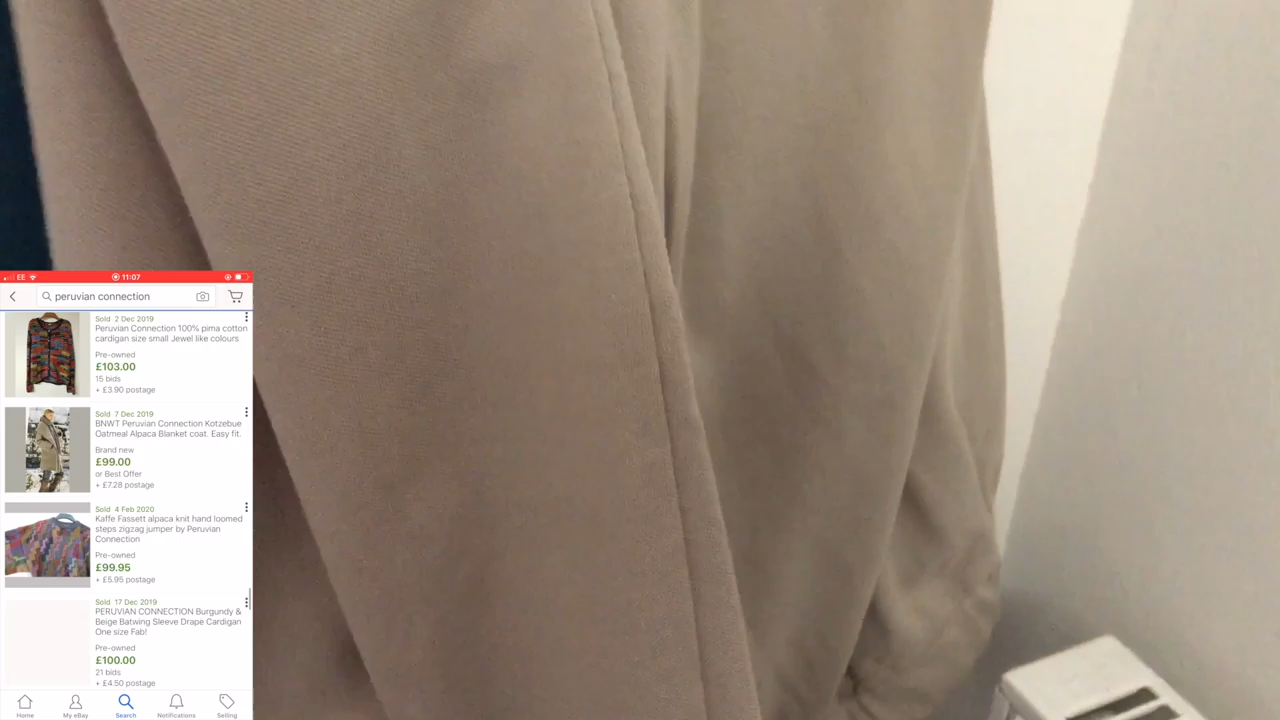 EE 11:07
peruvian connection
Sold 2 Dec 2019
Peruvian Connection 100% pima cotton
cardigan size small Jewel like colours
Pre-owned
£103.00
15 bids
+ £3.90 postage
Sold 7 Dec 2019
BNWT Peruvian Connection Kotzebue
Oatmeal Alpaca Blanket coat. Easy fit.
Brand new
£99.00
or Best Offer
+ £7.28 postage
Sold 4 Feb 2020
Kaffe Fassett alpaca knit hand loomed
steps zigzag jumper by Peruvian
Connection
Pre-owned
£99.95
+ £5.95 postage
Sold 17 Dec 2019
PERUVIAN CONNECTION Burgundy &
Beige Batwing Sleeve Drape Cardigan
One size Fab!
Pre-owned
£100.00
21 bids
+ £4.50 postage
Home My eBay Search Notifications Selling